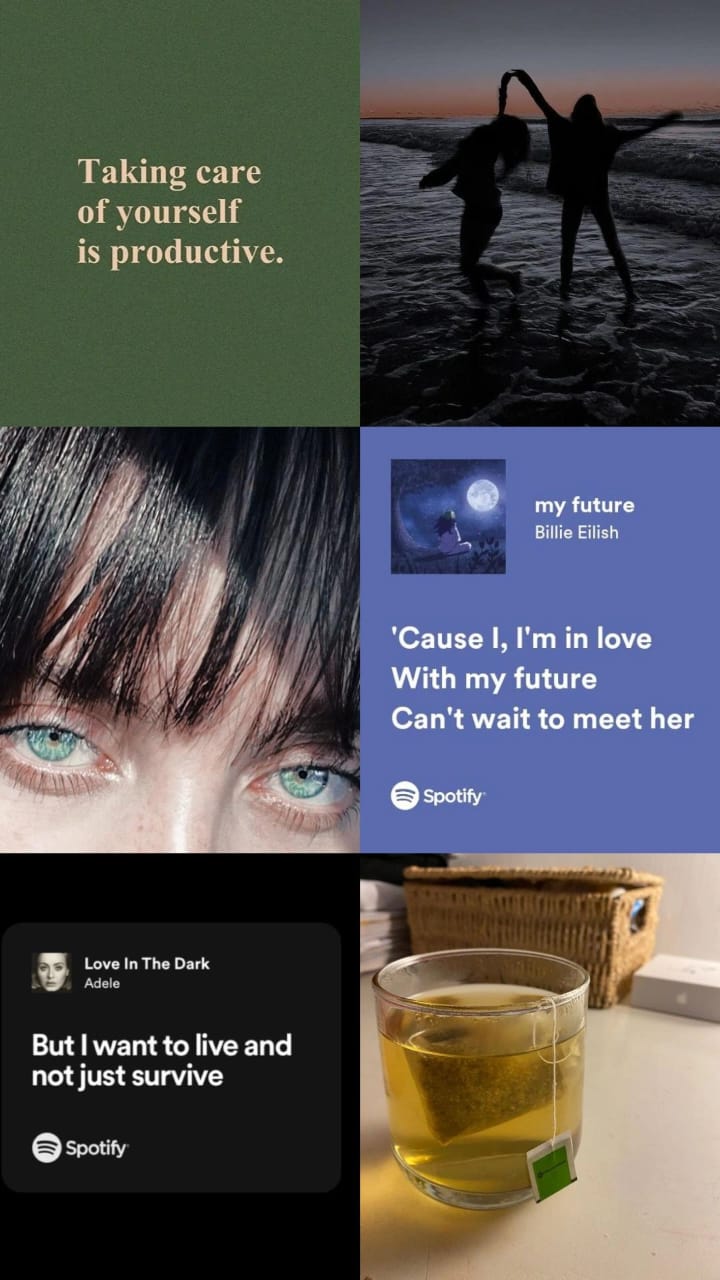 Taking care
of yourself
is productive.
my future
Billie Eilish
'Cause I, I'm in love
With my future
Can't wait to meet her
Spotify
Love In The Dark
Adele
But I want to live and
not just survive
Spotify